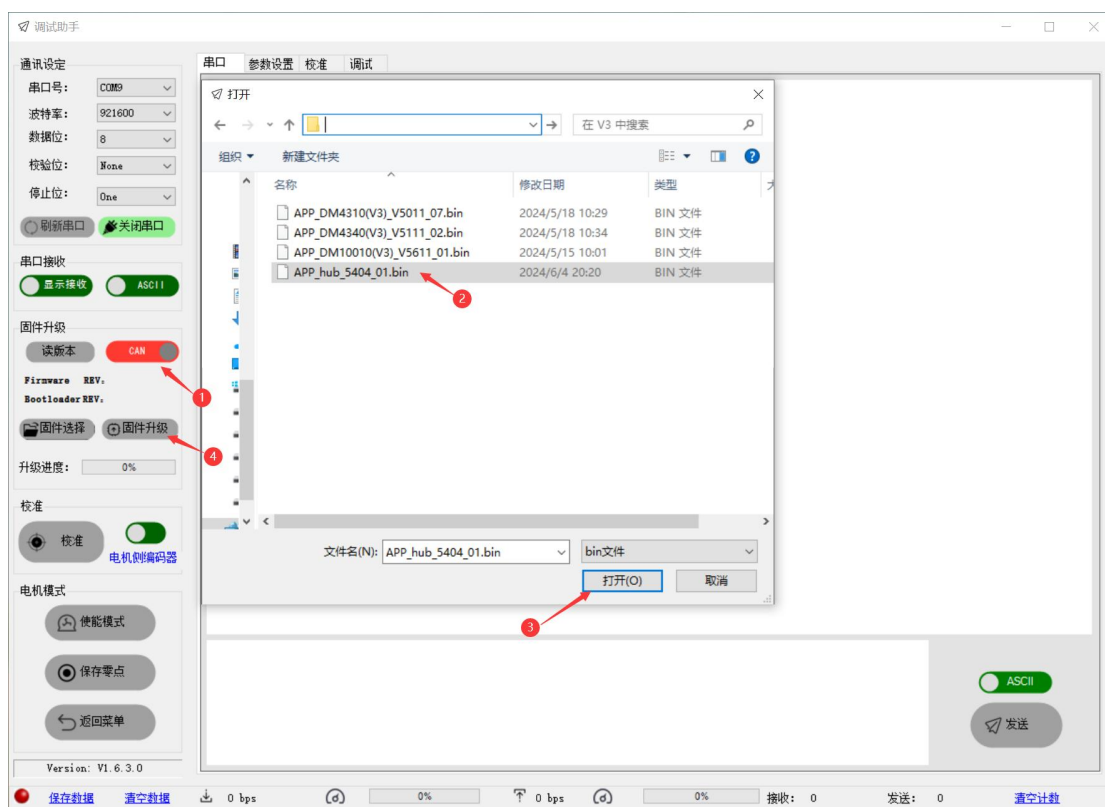 调试助手
通讯设定
串口号： COM9
波特率： 921600
数据位： 8
校验位： None
停止位： One
刷新串口 关闭串口
串口接收
显示接收 ASCII
固件升级
读版本 CAN
Firmware REV:
Bootloader REV:
固件选择 固件升级
升级进度： 0%
校准
校准
电机侧编码器
电机模式
使能模式
保存零点
返回菜单
Version: V1.6.3.0
串口 参数设置 校准 调试
打开
在 V3 中搜索
组织 新建文件夹
名称 修改日期 类型
APP_DM4310(V3)_V5011_07.bin 2024/5/18 10:29 BIN 文件
APP_DM4340(V3)_V5111_02.bin 2024/5/18 10:34 BIN 文件
APP_DM10010(V3)_V5611_01.bin 2024/5/15 10:01 BIN 文件
APP_hub_5404_01.bin 2024/6/4 20:20 BIN 文件
文件名(N): APP_hub_5404_01.bin bin文件
打开(O) 取消
1
2
3
4
ASCII
发送
保存数据 清空数据 0 bps 0% 0 bps 0% 接收： 0 发送： 0 清空计数